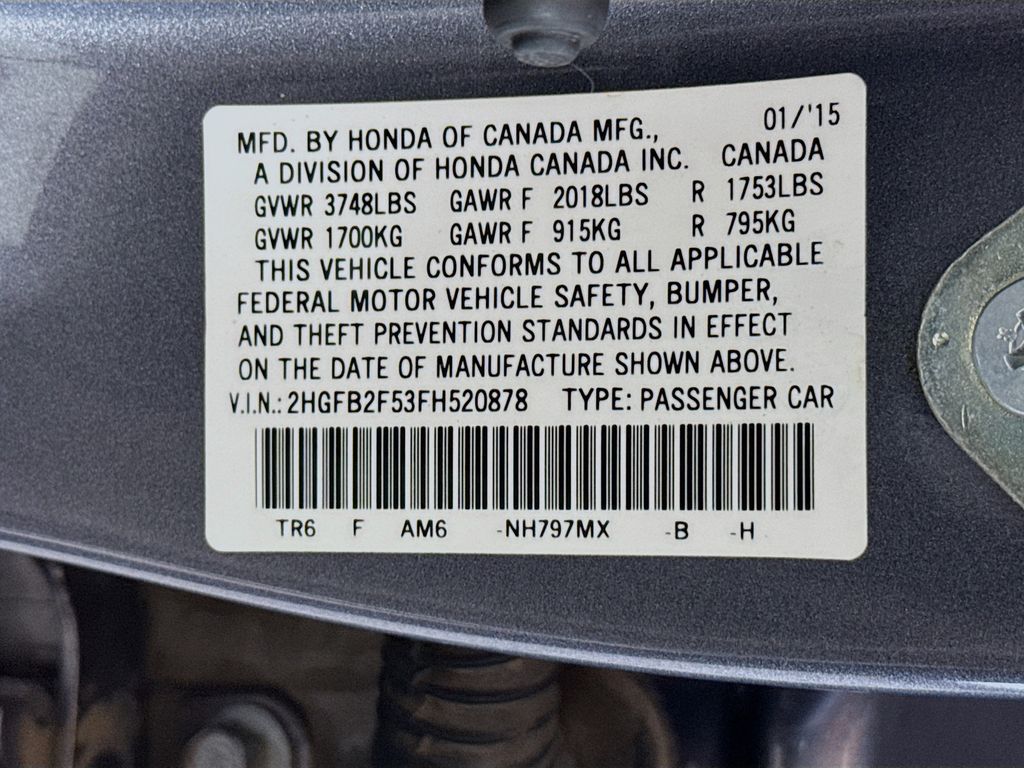 MFD. BY HONDA OF CANADA MFG., 01/'15
A DIVISION OF HONDA CANADA INC. CANADA
GVWR 3748LBS GAWR F 2018LBS R 1753LBS
GVWR 1700KG GAWR F 915KG R 795KG
THIS VEHICLE CONFORMS TO ALL APPLICABLE
FEDERAL MOTOR VEHICLE SAFETY, BUMPER,
AND THEFT PREVENTION STANDARDS IN EFFECT
ON THE DATE OF MANUFACTURE SHOWN ABOVE.
V.I.N.: 2HGFB2F53FH520878 TYPE: PASSENGER CAR
TR6 F AM6 -NH797MX -B -H